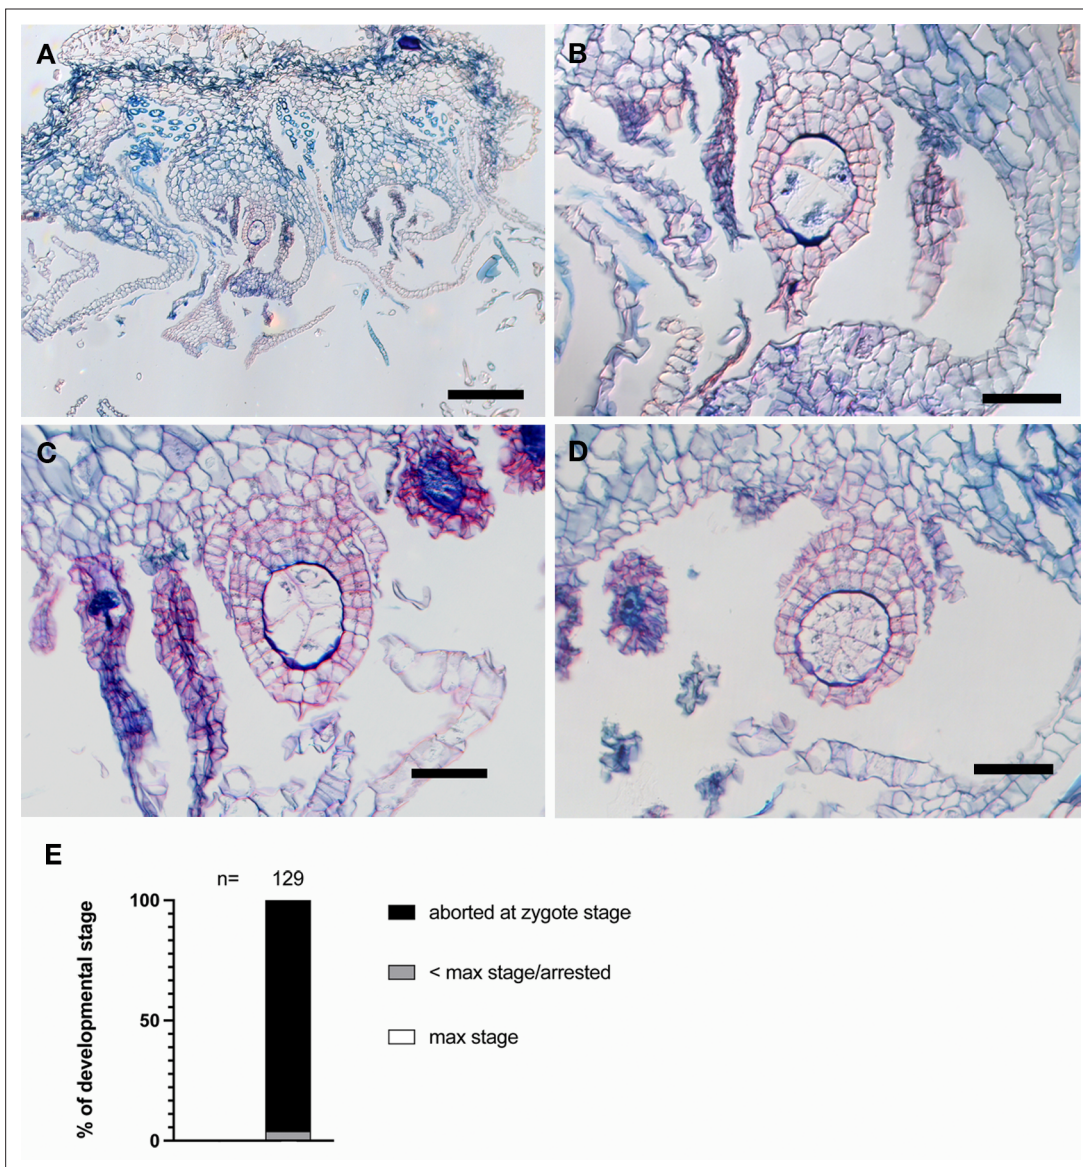 A
B
C
D
E
n= 129
100
50
0
% of developmental stage
aborted at zygote stage
< max stage/arrested
max stage